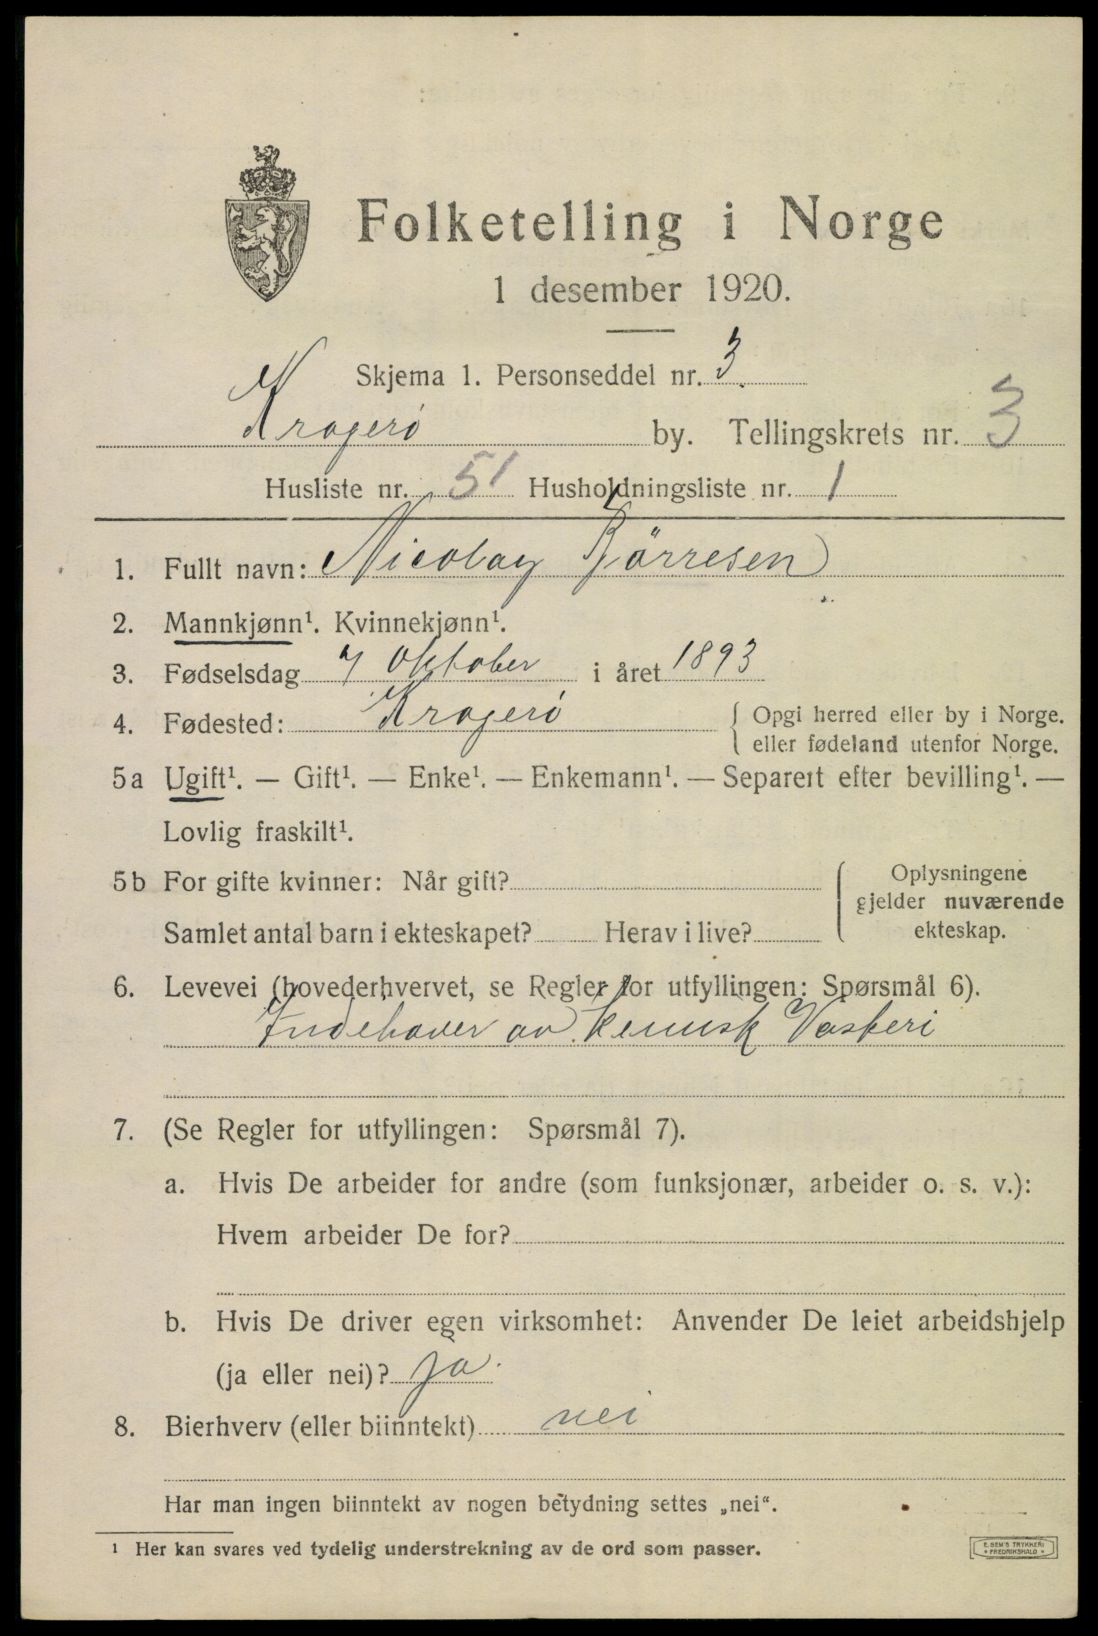 Folketelling i Norge
1 desember 1920.
Skjema 1. Personseddel nr. 3.
Kragerö by. Tellingskrets nr. 3
Husliste nr. 51 Husholdningsliste nr. 1
1. Fullt navn: Nicolay Börresen
2. Mannkjønn¹. Kvinnekjønn¹.
3. Fødselsdag 7 Oktober i året 1893
4. Fødested: Kragerö { Opgi herred eller by i Norge.
eller fødeland utenfor Norge.
5a Ugift¹. — Gift¹. — Enke¹. — Enkemann¹. — Separert efter bevilling¹. —
Lovlig fraskilt¹.
5b For gifte kvinner: Når gift?
Samlet antal barn i ekteskapet? Herav i live?
Oplysningene
gjelder nuværende
ekteskap.
6. Levevei (hovederhvervet, se Regler for utfyllingen: Spørsmål 6).
Indehaver av kemisk Vaskeri
7. (Se Regler for utfyllingen: Spørsmål 7).
a. Hvis De arbeider for andre (som funksjonær, arbeider o. s. v.):
Hvem arbeider De for?
b. Hvis De driver egen virksomhet: Anvender De leiet arbeidshjelp
(ja eller nei)? ja.
8. Bierhverv (eller biinntekt) nei
Har man ingen biinntekt av nogen betydning settes „nei“.
¹ Her kan svares ved tydelig understrekning av de ord som passer.
E. SEM'S TRYKKERI
FREDRIKSHALD